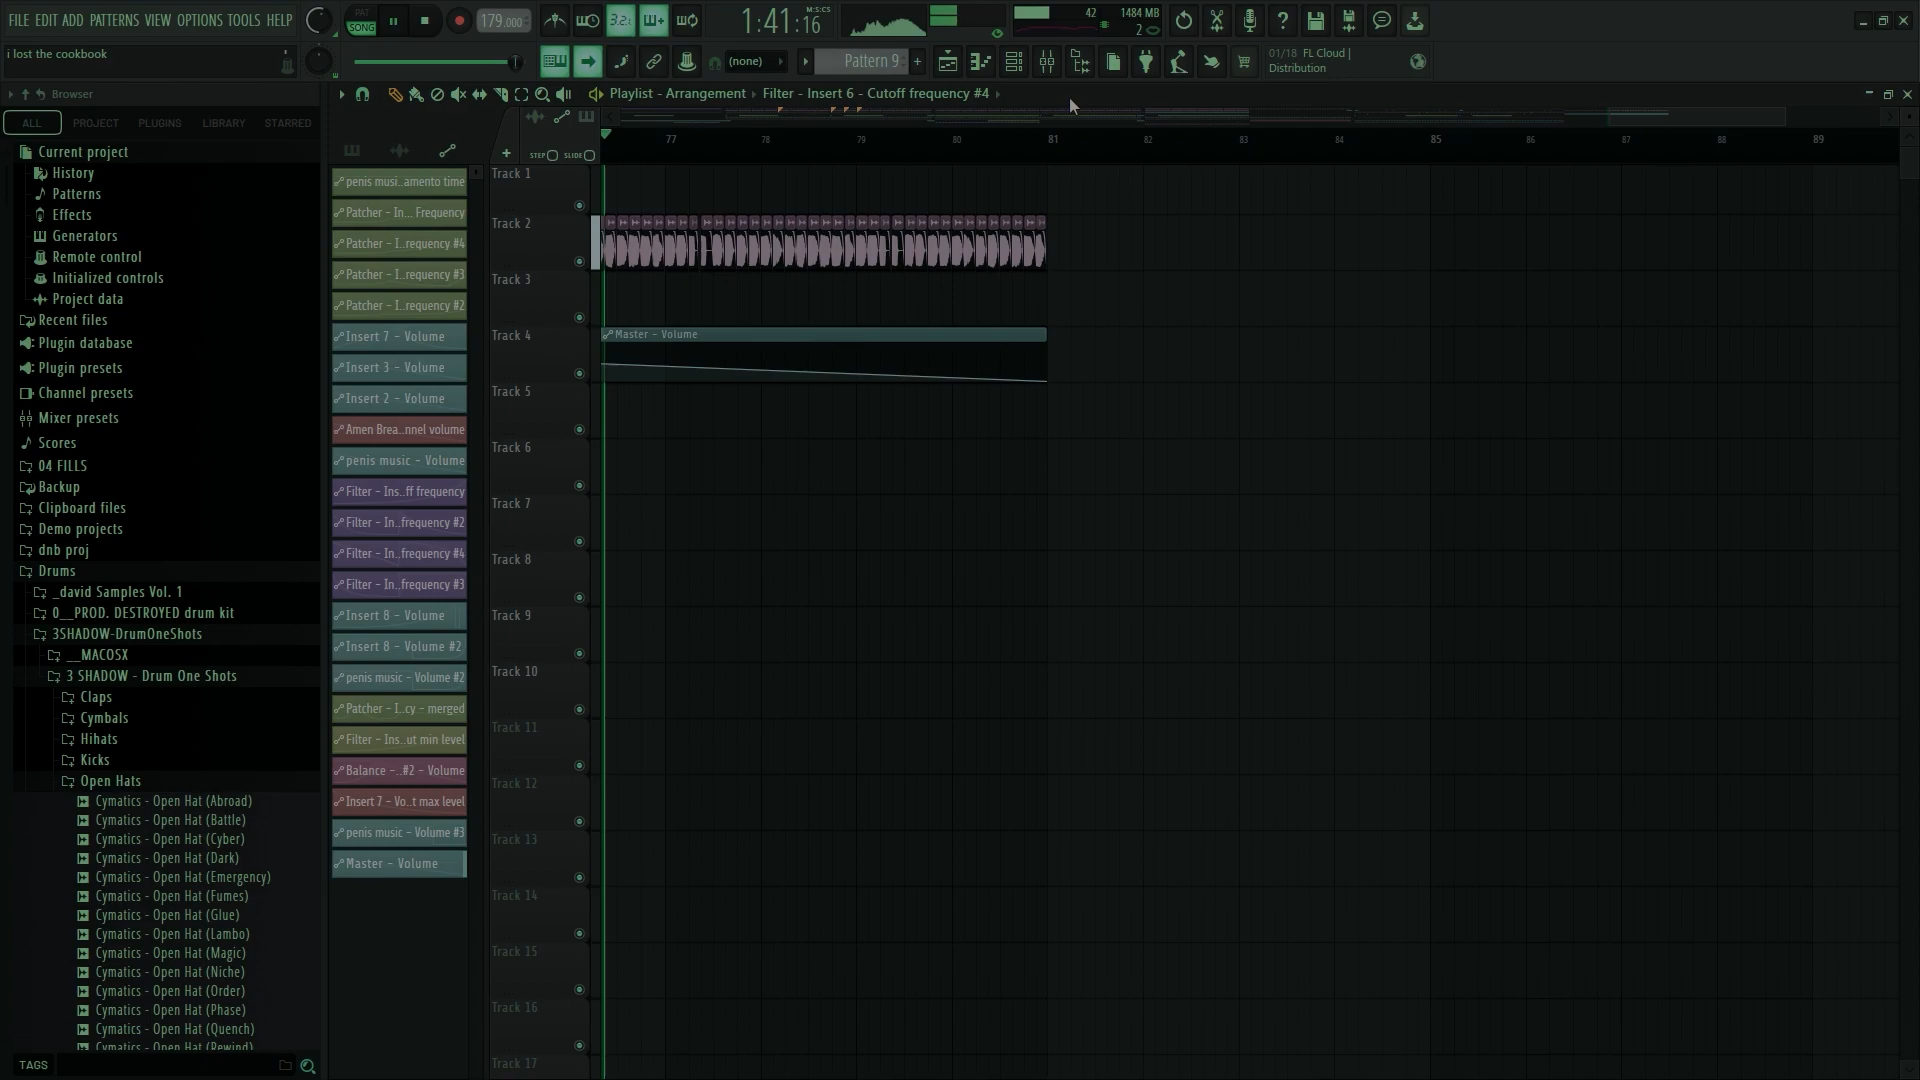 FILE EDIT ADD PATTERNS VIEW OPTIONS TOOLS HELP
PAT
SONG
179.000
3.2.
1:41:16
M:S:CS
42
1484 MB
2
i lost the cookbook
(none)
Pattern 9
01/18 FL Cloud |
Distribution
Browser
Playlist - Arrangement › Filter - Insert 6 - Cutoff frequency #4
ALL
PROJECT
PLUGINS
LIBRARY
STARRED
STEP
SLIDE
77
78
79
80
81
82
83
84
85
86
87
88
89
Current project
History
Patterns
Effects
Generators
Remote control
Initialized controls
Project data
Recent files
Plugin database
Plugin presets
Channel presets
Mixer presets
Scores
04 FILLS
Backup
Clipboard files
Demo projects
dnb proj
Drums
_david Samples Vol. 1
0__PROD. DESTROYED drum kit
3SHADOW-DrumOneShots
__MACOSX
3 SHADOW - Drum One Shots
Claps
Cymbals
Hihats
Kicks
Open Hats
Cymatics - Open Hat (Abroad)
Cymatics - Open Hat (Battle)
Cymatics - Open Hat (Cyber)
Cymatics - Open Hat (Dark)
Cymatics - Open Hat (Emergency)
Cymatics - Open Hat (Fumes)
Cymatics - Open Hat (Glue)
Cymatics - Open Hat (Lambo)
Cymatics - Open Hat (Magic)
Cymatics - Open Hat (Niche)
Cymatics - Open Hat (Order)
Cymatics - Open Hat (Phase)
Cymatics - Open Hat (Quench)
Cymatics - Open Hat (Rewind)
TAGS
penis musi..amento time
Patcher - In... Frequency
Patcher - I..requency #4
Patcher - I..requency #3
Patcher - I..requency #2
Insert 7 - Volume
Insert 3 - Volume
Insert 2 - Volume
Amen Brea..nnel volume
penis music - Volume
Filter - Ins..ff frequency
Filter - In..frequency #2
Filter - In..frequency #4
Filter - In..frequency #3
Insert 8 - Volume
Insert 8 - Volume #2
penis music - Volume #2
Patcher - I..cy - merged
Filter - Ins..ut min level
Balance -..#2 - Volume
Insert 7 - Vo..t max level
penis music - Volume #3
Master - Volume
Track 1
Track 2
Track 3
Track 4
Master - Volume
Track 5
Track 6
Track 7
Track 8
Track 9
Track 10
Track 11
Track 12
Track 13
Track 14
Track 15
Track 16
Track 17